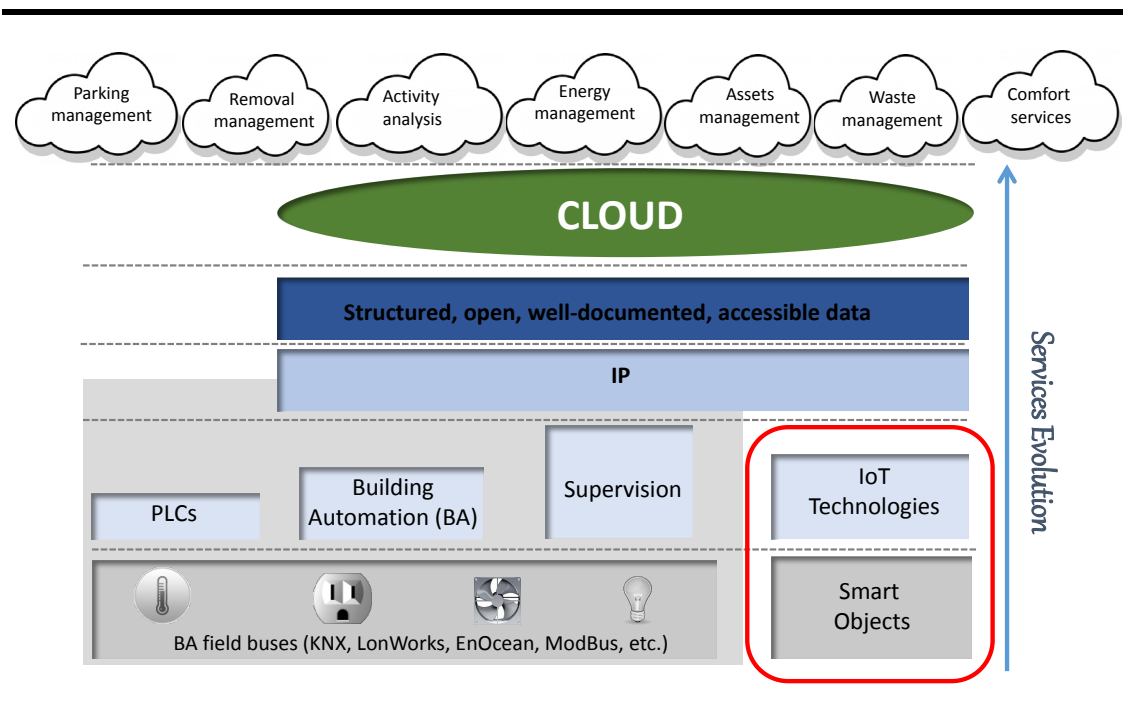 Parking
management
Removal
management
Activity
analysis
Energy
management
Assets
management
Waste
management
Comfort
services
CLOUD
Structured, open, well-documented, accessible data
IP
Services Evolution
PLCs
Building
Automation (BA)
Supervision
IoT
Technologies
BA field buses (KNX, LonWorks, EnOcean, ModBus, etc.)
Smart
Objects